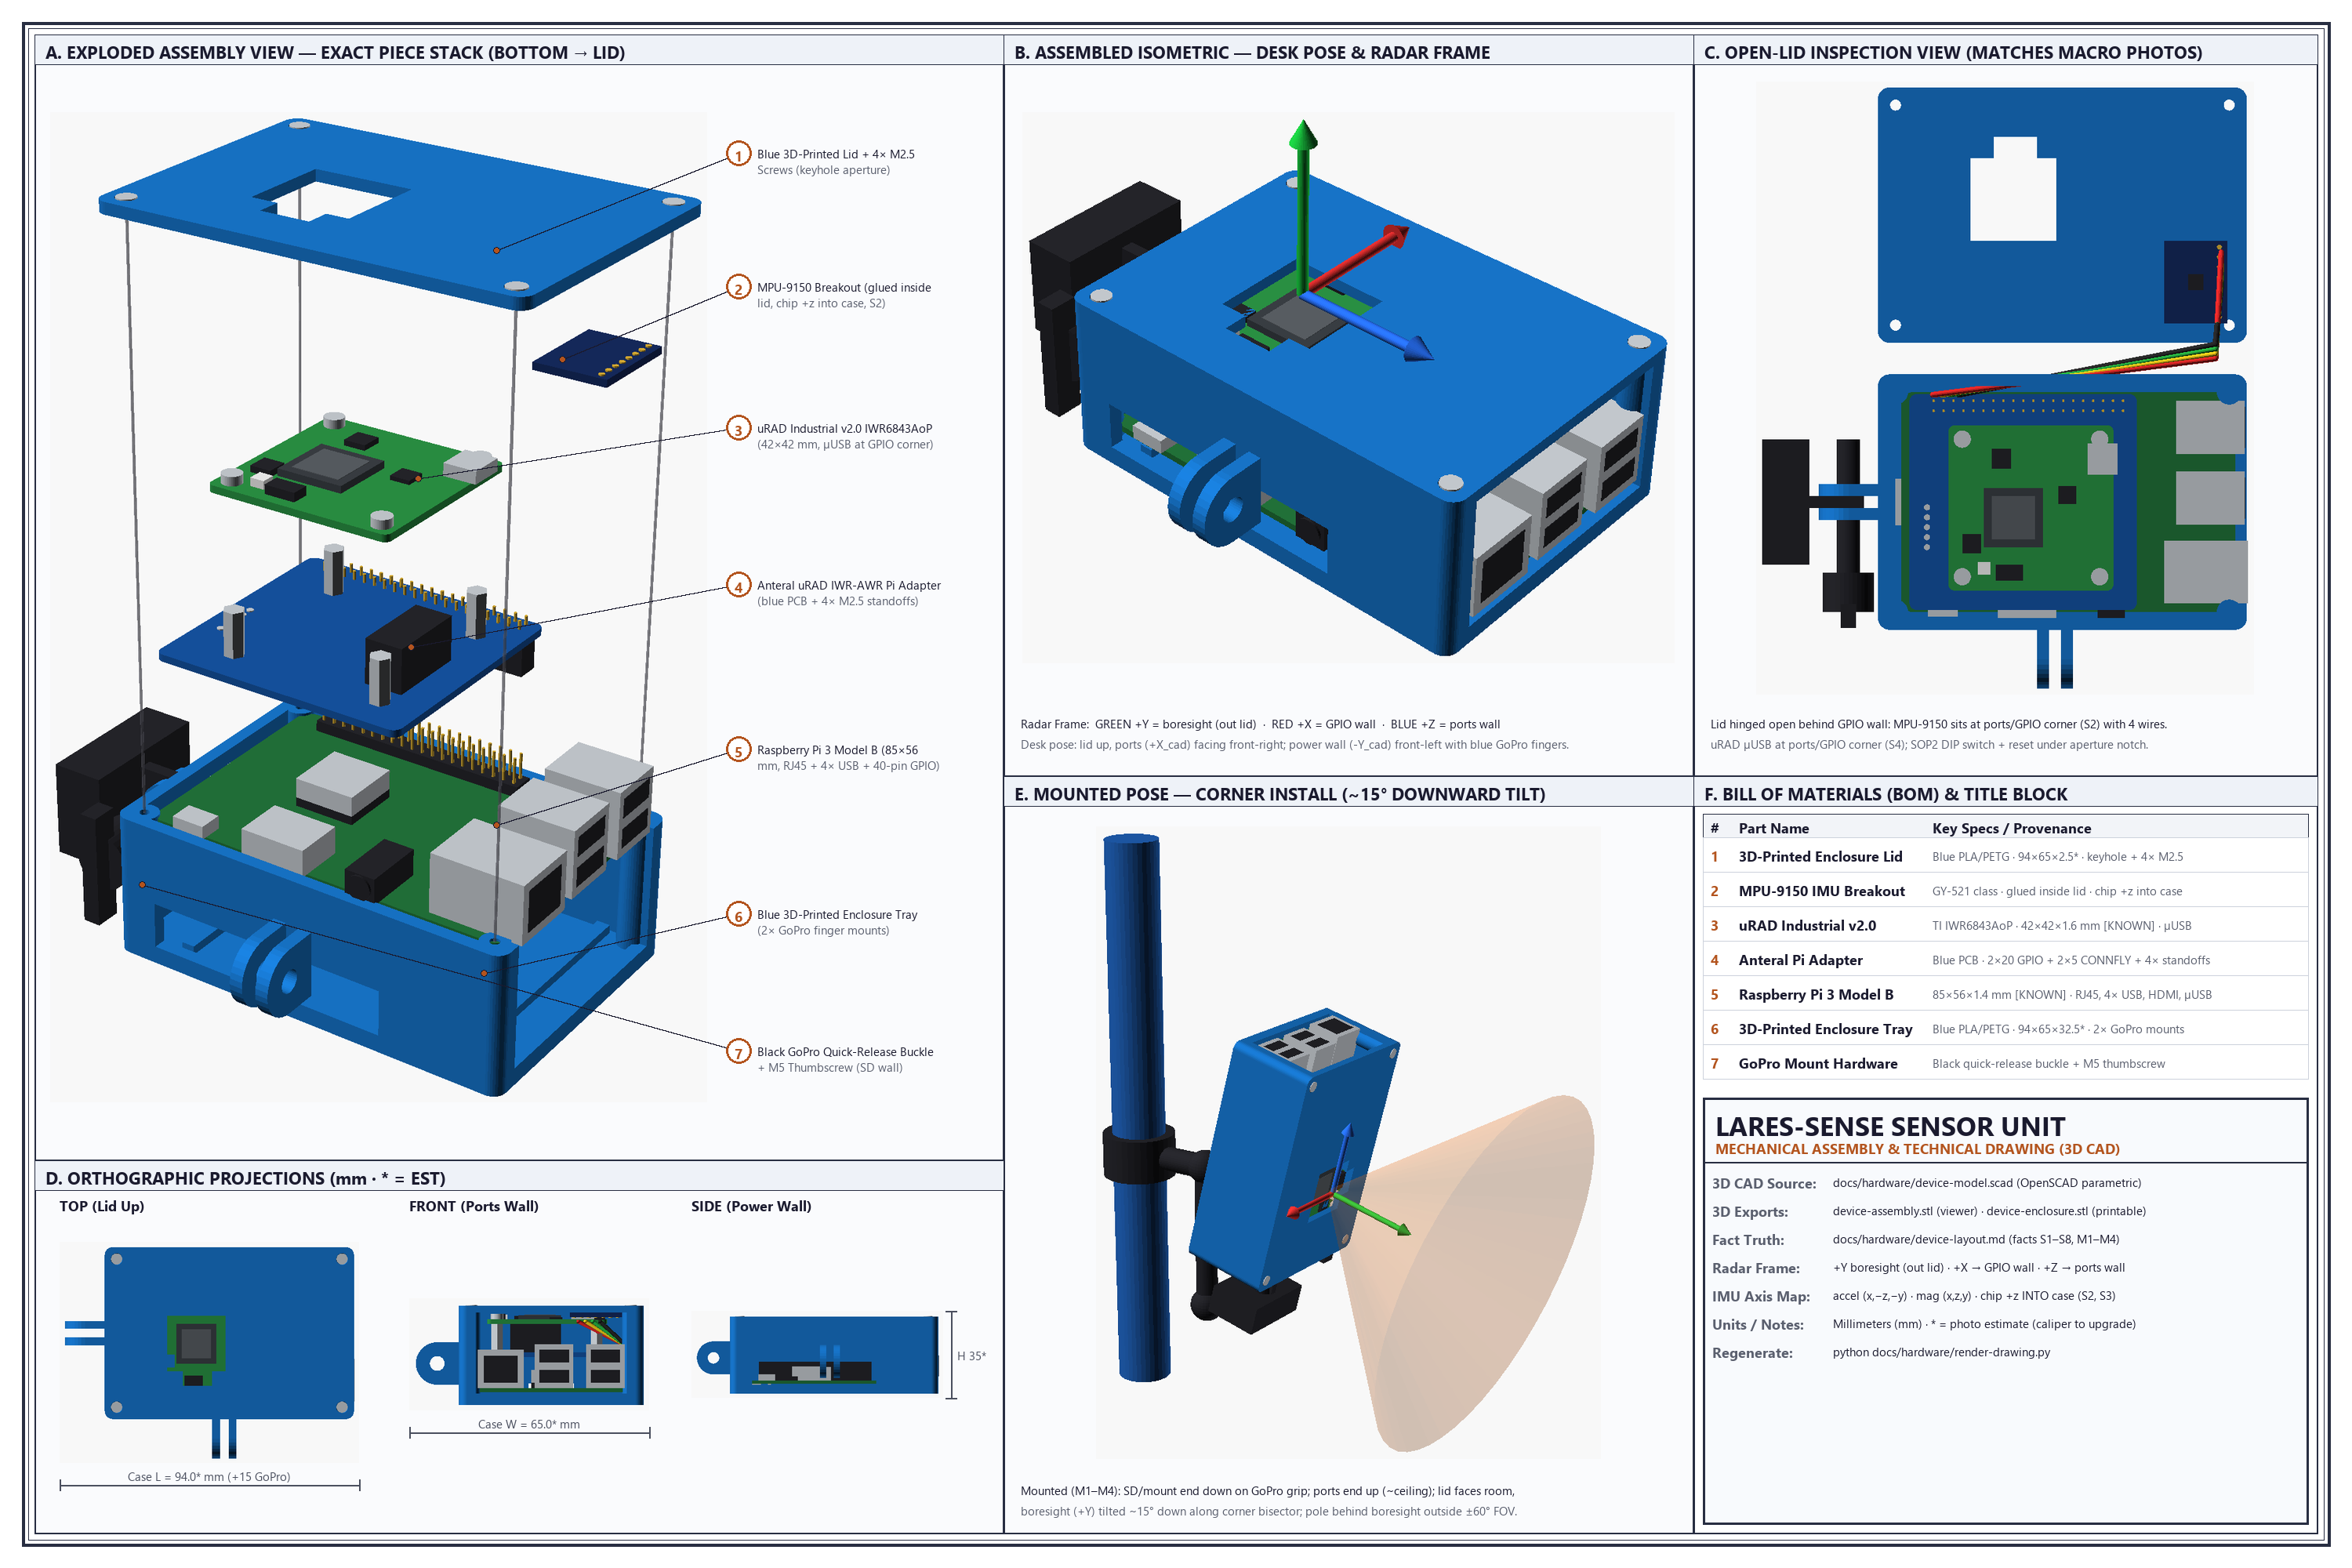 A. EXPLODED ASSEMBLY VIEW — EXACT PIECE STACK (BOTTOM → LID)
1
Blue 3D-Printed Lid + 4× M2.5
Screws (keyhole aperture)
2
MPU-9150 Breakout (glued inside
lid, chip +z into case, S2)
3
uRAD Industrial v2.0 IWR6843AoP
(42×42 mm, µUSB at GPIO corner)
4
Anteral uRAD IWR-AWR Pi Adapter
(blue PCB + 4× M2.5 standoffs)
5
Raspberry Pi 3 Model B (85×56
mm, RJ45 + 4× USB + 40-pin GPIO)
6
Blue 3D-Printed Enclosure Tray
(2× GoPro finger mounts)
7
Black GoPro Quick-Release Buckle
+ M5 Thumbscrew (SD wall)
B. ASSEMBLED ISOMETRIC — DESK POSE & RADAR FRAME
Radar Frame: GREEN +Y = boresight (out lid) · RED +X = GPIO wall · BLUE +Z = ports wall
Desk pose: lid up, ports (+X_cad) facing front-right; power wall (-Y_cad) front-left with blue GoPro fingers.
C. OPEN-LID INSPECTION VIEW (MATCHES MACRO PHOTOS)
Lid hinged open behind GPIO wall: MPU-9150 sits at ports/GPIO corner (S2) with 4 wires.
uRAD µUSB at ports/GPIO corner (S4); SOP2 DIP switch + reset under aperture notch.
D. ORTHOGRAPHIC PROJECTIONS (mm · * = EST)
TOP (Lid Up)
FRONT (Ports Wall)
SIDE (Power Wall)
H 35*
Case W = 65.0* mm
Case L = 94.0* mm (+15 GoPro)
E. MOUNTED POSE — CORNER INSTALL (~15° DOWNWARD TILT)
Mounted (M1–M4): SD/mount end down on GoPro grip; ports end up (~ceiling); lid faces room,
boresight (+Y) tilted ~15° down along corner bisector; pole behind boresight outside ±60° FOV.
F. BILL OF MATERIALS (BOM) & TITLE BLOCK
# Part Name Key Specs / Provenance
1 3D-Printed Enclosure Lid Blue PLA/PETG · 94×65×2.5* · keyhole + 4× M2.5
2 MPU-9150 IMU Breakout GY-521 class · glued inside lid · chip +z into case
3 uRAD Industrial v2.0 TI IWR6843AoP · 42×42×1.6 mm [KNOWN] · µUSB
4 Anteral Pi Adapter Blue PCB · 2×20 GPIO + 2×5 CONNFLY + 4× standoffs
5 Raspberry Pi 3 Model B 85×56×1.4 mm [KNOWN] · RJ45, 4× USB, HDMI, µUSB
6 3D-Printed Enclosure Tray Blue PLA/PETG · 94×65×32.5* · 2× GoPro mounts
7 GoPro Mount Hardware Black quick-release buckle + M5 thumbscrew
LARES-SENSE SENSOR UNIT
MECHANICAL ASSEMBLY & TECHNICAL DRAWING (3D CAD)
3D CAD Source: docs/hardware/device-model.scad (OpenSCAD parametric)
3D Exports: device-assembly.stl (viewer) · device-enclosure.stl (printable)
Fact Truth: docs/hardware/device-layout.md (facts S1–S8, M1–M4)
Radar Frame: +Y boresight (out lid) · +X → GPIO wall · +Z → ports wall
IMU Axis Map: accel (x,−z,−y) · mag (x,z,y) · chip +z INTO case (S2, S3)
Units / Notes: Millimeters (mm) · * = photo estimate (caliper to upgrade)
Regenerate: python docs/hardware/render-drawing.py